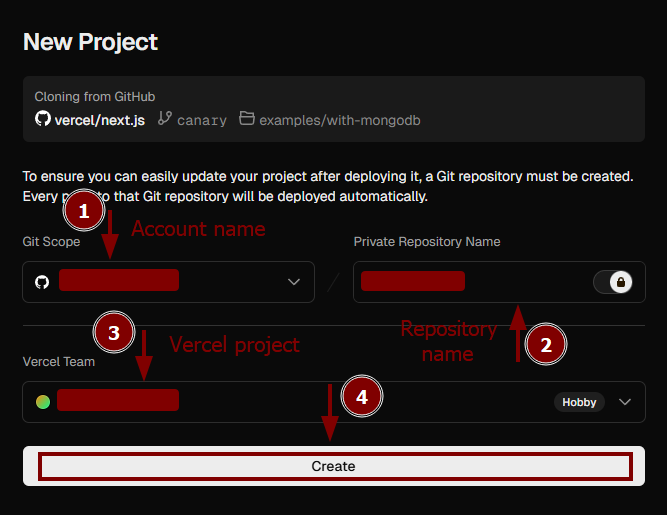 New Project
Cloning from GitHub
vercel/next.js canary examples/with-mongodb
To ensure you can easily update your project after deploying it, a Git repository must be created.
Every to that Git repository will be deployed automatically.
1
Account name
Git Scope
Private Repository Name
/
3
Vercel project
Repository
name
2
Vercel Team
4
Hobby
Create